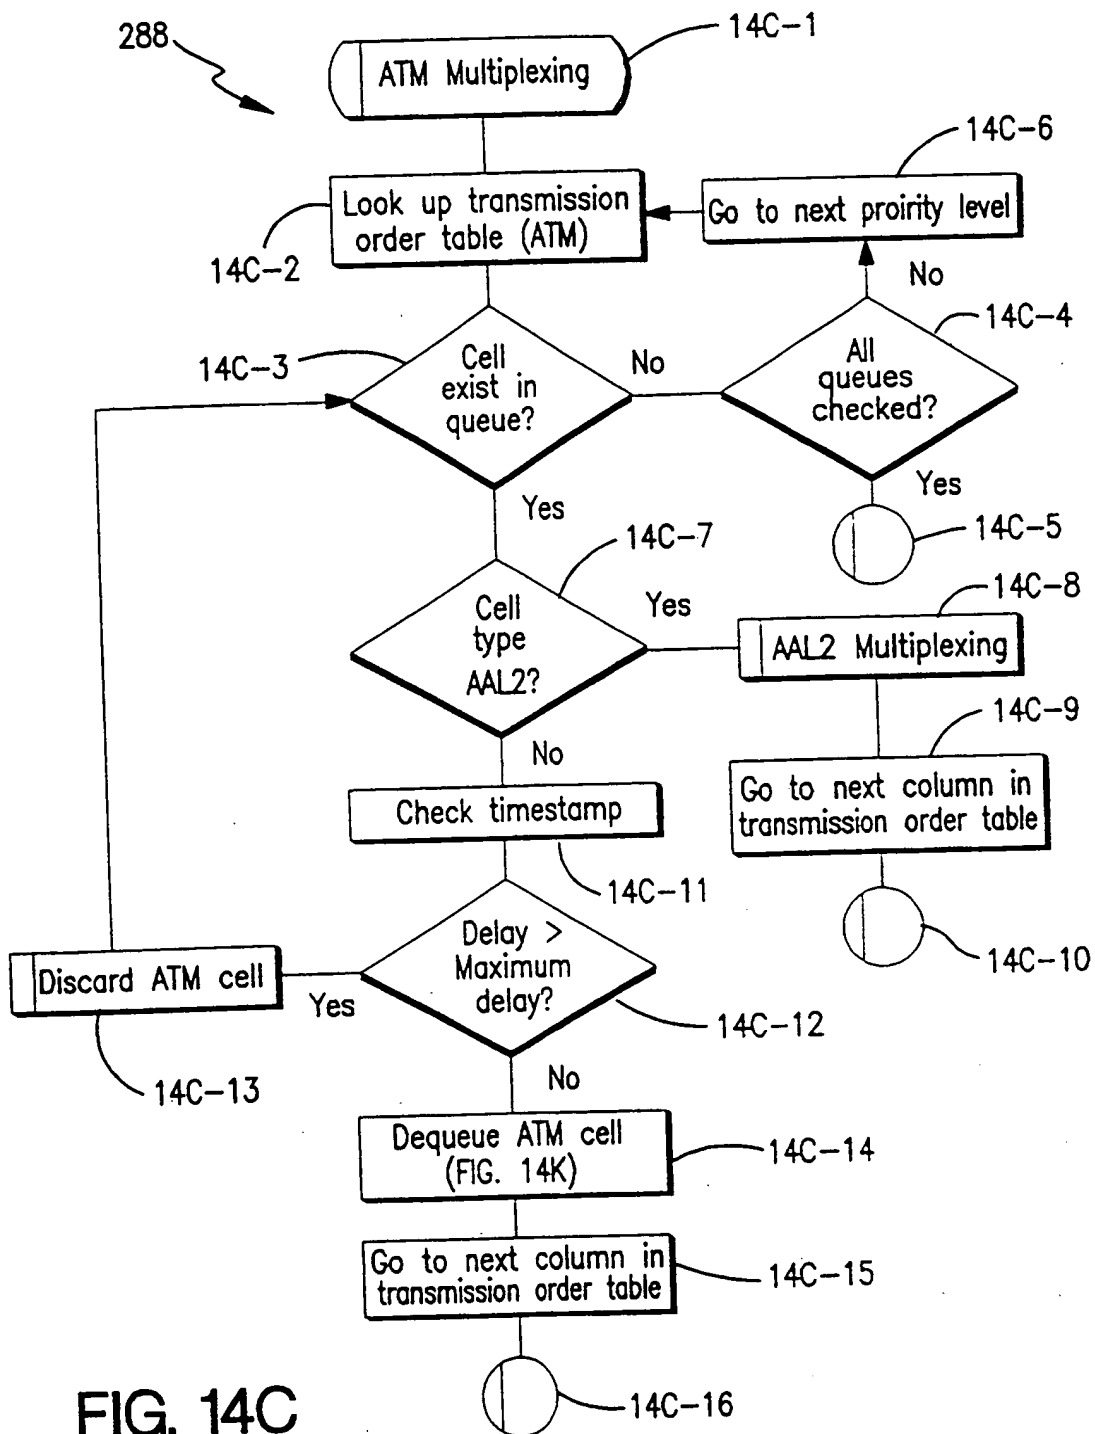 288
14C-1
ATM Multiplexing
14C-6
Look up transmission
order table (ATM)
Go to next proirity level
14C-2
No
14C-4
14C-3
Cell
exist in
queue?
No
All
queues
checked?
Yes
Yes
14C-5
14C-7
14C-8
Cell
type
AAL2?
Yes
AAL2 Multiplexing
14C-9
No
Go to next column in
transmission order table
Check timestamp
14C-11
14C-10
Delay >
Maximum
delay?
Discard ATM cell
Yes
14C-12
14C-13
No
Dequeue ATM cell
(FIG. 14K)
14C-14
Go to next column in
transmission order table
14C-15
14C-16
FIG. 14C